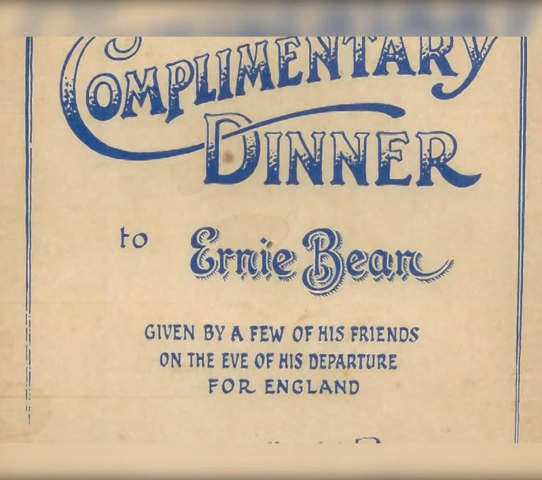 COMPLIMENTARY
DINNER
to Ernie Bean
GIVEN BY A FEW OF HIS FRIENDS
ON THE EVE OF HIS DEPARTURE
FOR ENGLAND